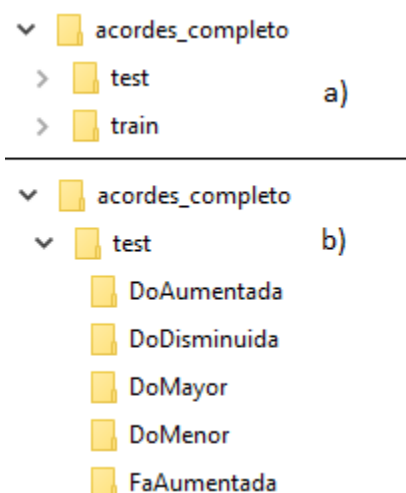 acordes_completo
test
a)
train
acordes_completo
test b)
DoAumentada
DoDisminuida
DoMayor
DoMenor
FaAumentada